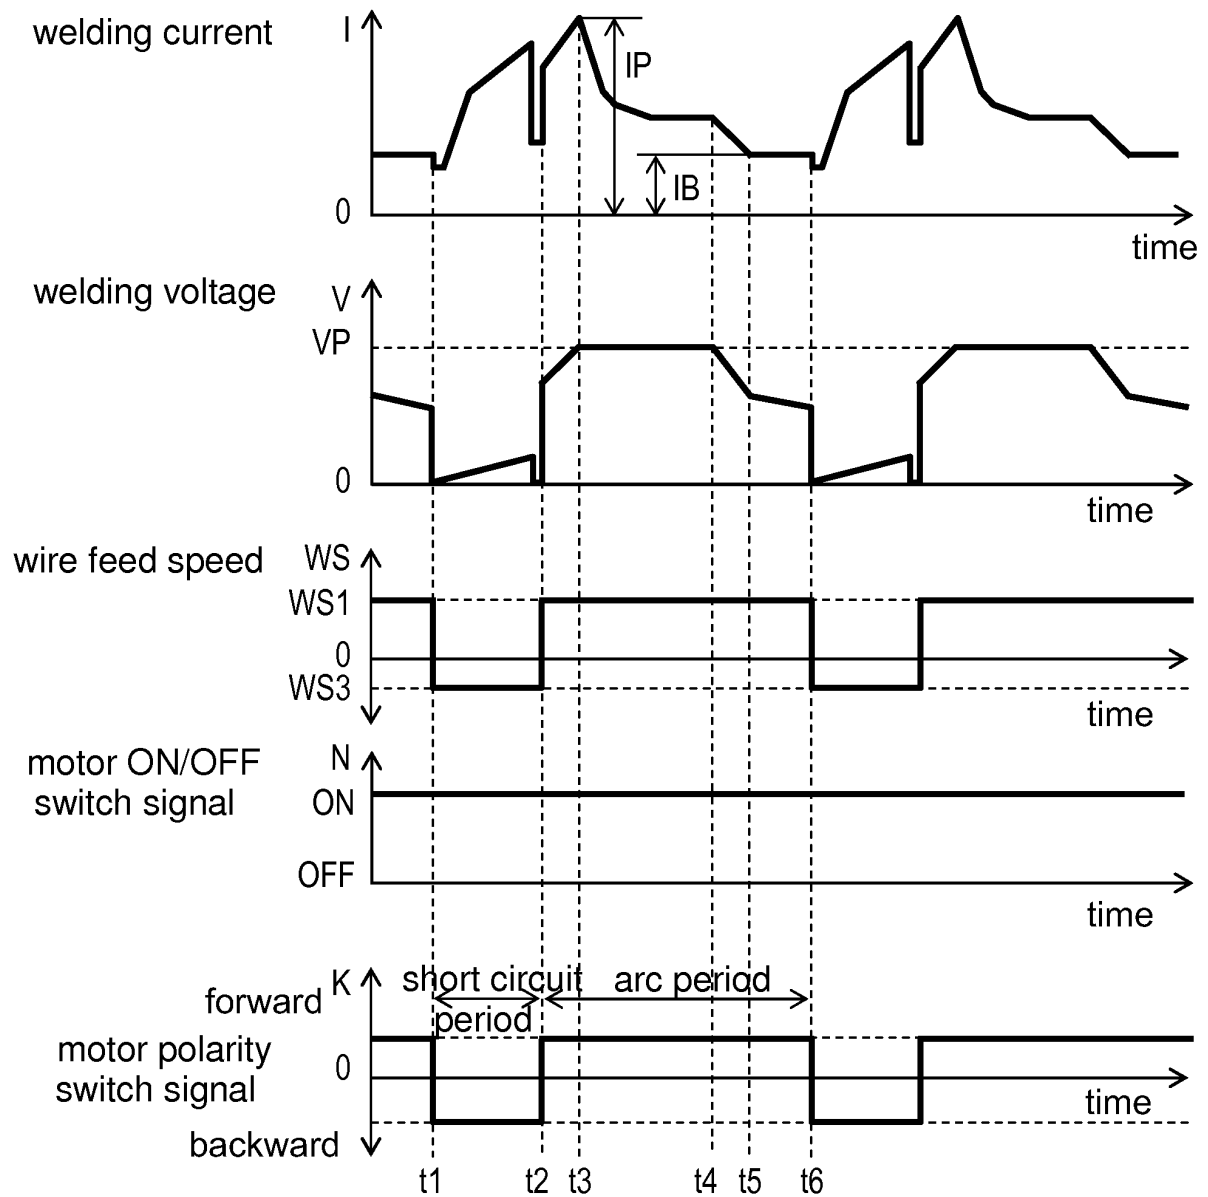 welding current
I
IP
IB
0
time
welding voltage
V
VP
0
time
wire feed speed
WS
WS1
0
WS3
time
motor ON/OFF
switch signal
N
ON
OFF
time
K
short circuit
period
arc period
forward
motor polarity
switch signal
0
time
backward
t1 t2 t3 t4 t5 t6